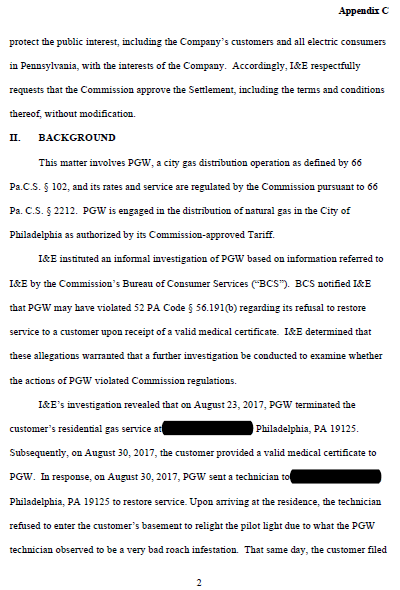 Appendix C
protect the public interest, including the Company's customers and all electric consumers
in Pennsylvania, with the interests of the Company. Accordingly, I&E respectfully
requests that the Commission approve the Settlement, including the terms and conditions
thereof, without modification.
II. BACKGROUND
This matter involves PGW, a city gas distribution operation as defined by 66
Pa.C.S. § 102, and its rates and service are regulated by the Commission pursuant to 66
Pa. C.S. § 2212. PGW is engaged in the distribution of natural gas in the City of
Philadelphia as authorized by its Commission-approved Tariff.
I&E instituted an informal investigation of PGW based on information referred to
I&E by the Commission's Bureau of Consumer Services ("BCS"). BCS notified I&E
that PGW may have violated 52 PA Code § 56.191(b) regarding its refusal to restore
service to a customer upon receipt of a valid medical certificate. I&E determined that
these allegations warranted that a further investigation be conducted to examine whether
the actions of PGW violated Commission regulations.
I&E's investigation revealed that on August 23, 2017, PGW terminated the
customer's residential gas service at Philadelphia, PA 19125.
Subsequently, on August 30, 2017, the customer provided a valid medical certificate to
PGW. In response, on August 30, 2017, PGW sent a technician to
Philadelphia, PA 19125 to restore service. Upon arriving at the residence, the technician
refused to enter the customer's basement to relight the pilot light due to what the PGW
technician observed to be a very bad roach infestation. That same day, the customer filed
2